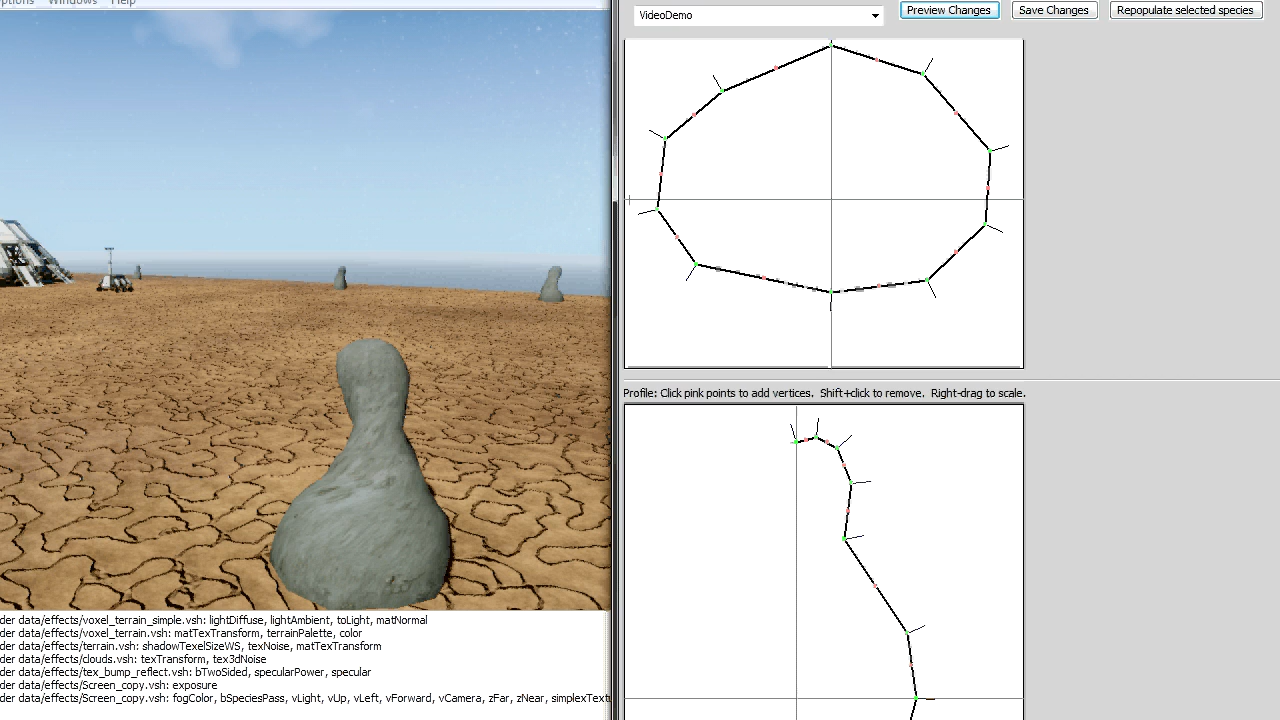 Windows Help
VideoDemo
Preview Changes
Save Changes
Repopulate selected species
Profile: Click pink points to add vertices. Shift+click to remove. Right-drag to scale.
der data/effects/voxel_terrain_simple.vsh: lightDiffuse, lightAmbient, toLight, matNormal
der data/effects/voxel_terrain.vsh: matTexTransform, terrainPalette, color
der data/effects/terrain.vsh: shadowTexelSizeWS, texNoise, matTexTransform
der data/effects/clouds.vsh: texTransform, tex3dNoise
der data/effects/tex_bump_reflect.vsh: bTwoSided, specularPower, specular
der data/effects/Screen_copy.vsh: exposure
der data/effects/Screen_copy.vsh: fogColor, bSpeciesPass, vLight, vUp, vLeft, vForward, vCamera, zFar, zNear, simplexTextu